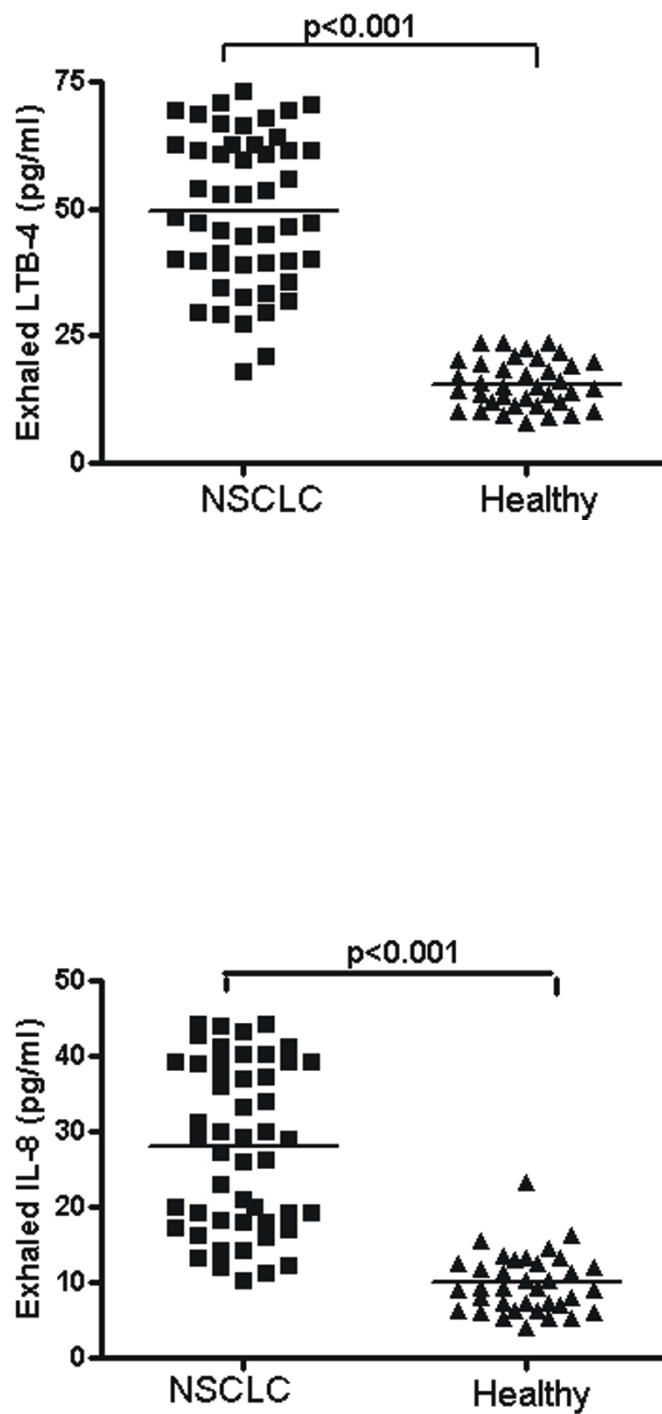 p<0.001
75
50
25
0
Exhaled LTB-4 (pg/ml)
NSCLC Healthy
p<0.001
50
40
30
20
10
0
Exhaled IL-8 (pg/ml)
NSCLC Healthy